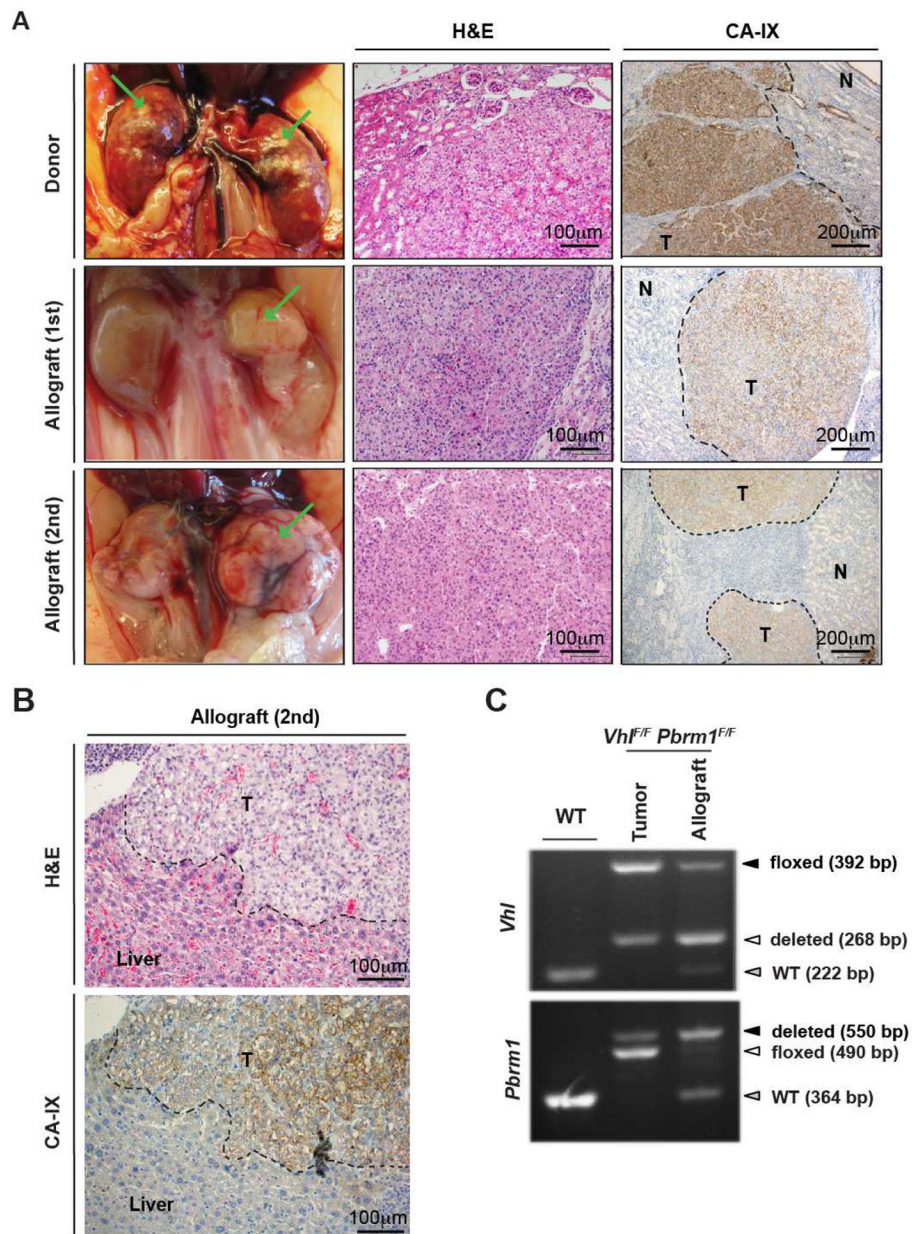 A
H&E
CA-IX
Donor
N
T
100µm
200µm
Allograft (1st)
N
T
100µm
200µm
Allograft (2nd)
T
N
T
100µm
200µm
B
Allograft (2nd)
H&E
T
Liver
100µm
CA-IX
T
Liver
100µm
C
Vhl^F/F Pbrm1^F/F
WT
Tumor
Allograft
Vhl
floxed (392 bp)
deleted (268 bp)
WT (222 bp)
Pbrm1
deleted (550 bp)
floxed (490 bp)
WT (364 bp)